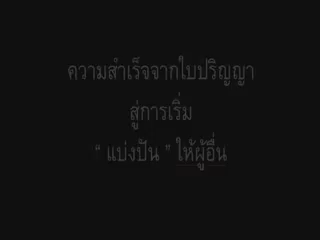 ความสำเร็จจากใบปริญญา
สู่การเริ่ม
“ แบ่งปัน ” ให้ผู้อื่น